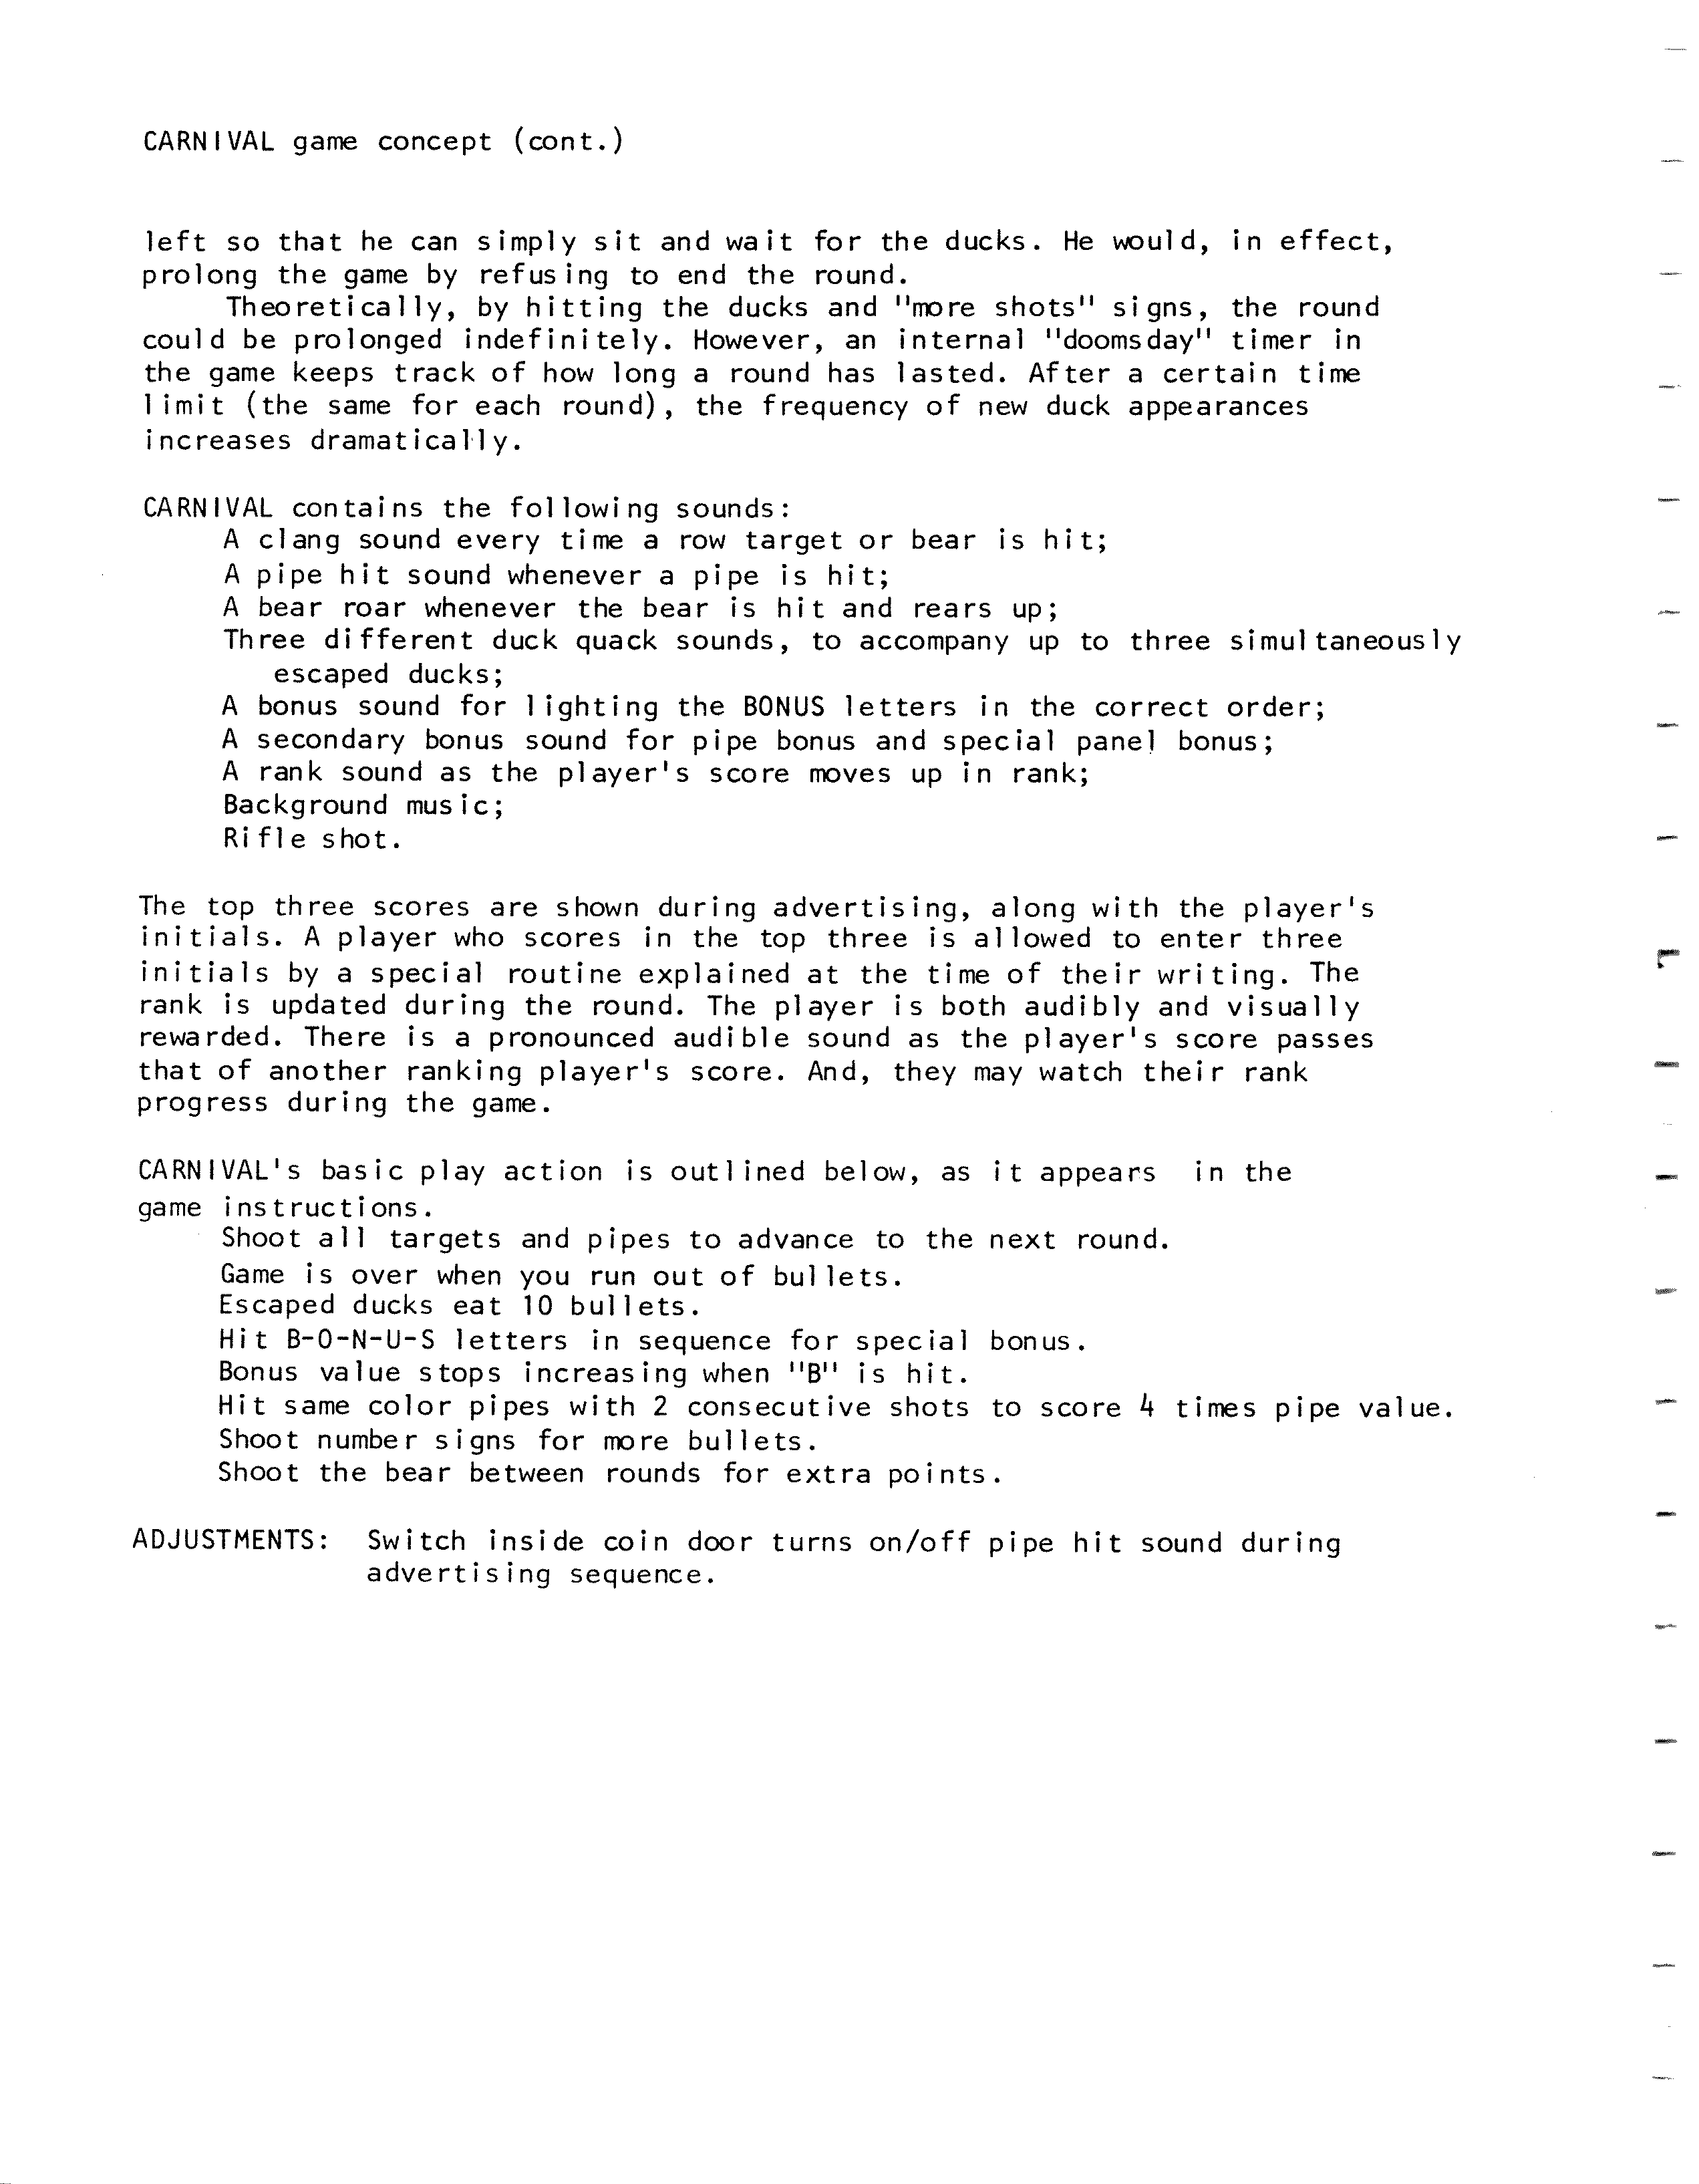 CARNIVAL game concept (cont.)
left so that he can simply sit and wait for the ducks. He would, in effect,
prolong the game by refusing to end the round.
Theoretically, by hitting the ducks and "more shots" signs, the round
could be prolonged indefinitely. However, an internal "doomsday" timer in
the game keeps track of how long a round has lasted. After a certain time
limit (the same for each round), the frequency of new duck appearances
increases dramatically.
CARNIVAL contains the following sounds:
A clang sound every time a row target or bear is hit;
A pipe hit sound whenever a pipe is hit;
A bear roar whenever the bear is hit and rears up;
Three different duck quack sounds, to accompany up to three simultaneously
escaped ducks;
A bonus sound for lighting the BONUS letters in the correct order;
A secondary bonus sound for pipe bonus and special panel bonus;
A rank sound as the player's score moves up in rank;
Background music;
Rifle shot.
The top three scores are shown during advertising, along with the player's
initials. A player who scores in the top three is allowed to enter three
initials by a special routine explained at the time of their writing. The
rank is updated during the round. The player is both audibly and visually
rewarded. There is a pronounced audible sound as the player's score passes
that of another ranking player's score. And, they may watch their rank
progress during the game.
CARNIVAL's basic play action is outlined below, as it appears in the
game instructions.
Shoot all targets and pipes to advance to the next round.
Game is over when you run out of bullets.
Escaped ducks eat 10 bullets.
Hit B-O-N-U-S letters in sequence for special bonus.
Bonus value stops increasing when "B" is hit.
Hit same color pipes with 2 consecutive shots to score 4 times pipe value.
Shoot number signs for more bullets.
Shoot the bear between rounds for extra points.
ADJUSTMENTS: Switch inside coin door turns on/off pipe hit sound during
advertising sequence.